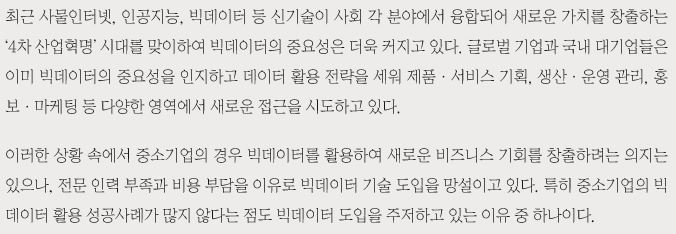 최근 사물인터넷, 인공지능, 빅데이터 등 신기술이 사회 각 분야에서 융합되어 새로운 가치를 창출하는
‘4차 산업혁명’ 시대를 맞이하여 빅데이터의 중요성은 더욱 커지고 있다. 글로벌 기업과 국내 대기업들은
이미 빅데이터의 중요성을 인지하고 데이터 활용 전략을 세워 제품 · 서비스 기획, 생산 · 운영 관리, 홍
보 · 마케팅 등 다양한 영역에서 새로운 접근을 시도하고 있다.
이러한 상황 속에서 중소기업의 경우 빅데이터를 활용하여 새로운 비즈니스 기회를 창출하려는 의지는
있으나, 전문 인력 부족과 비용 부담을 이유로 빅데이터 기술 도입을 망설이고 있다. 특히 중소기업의 빅
데이터 활용 성공사례가 많지 않다는 점도 빅데이터 도입을 주저하고 있는 이유 중 하나이다.